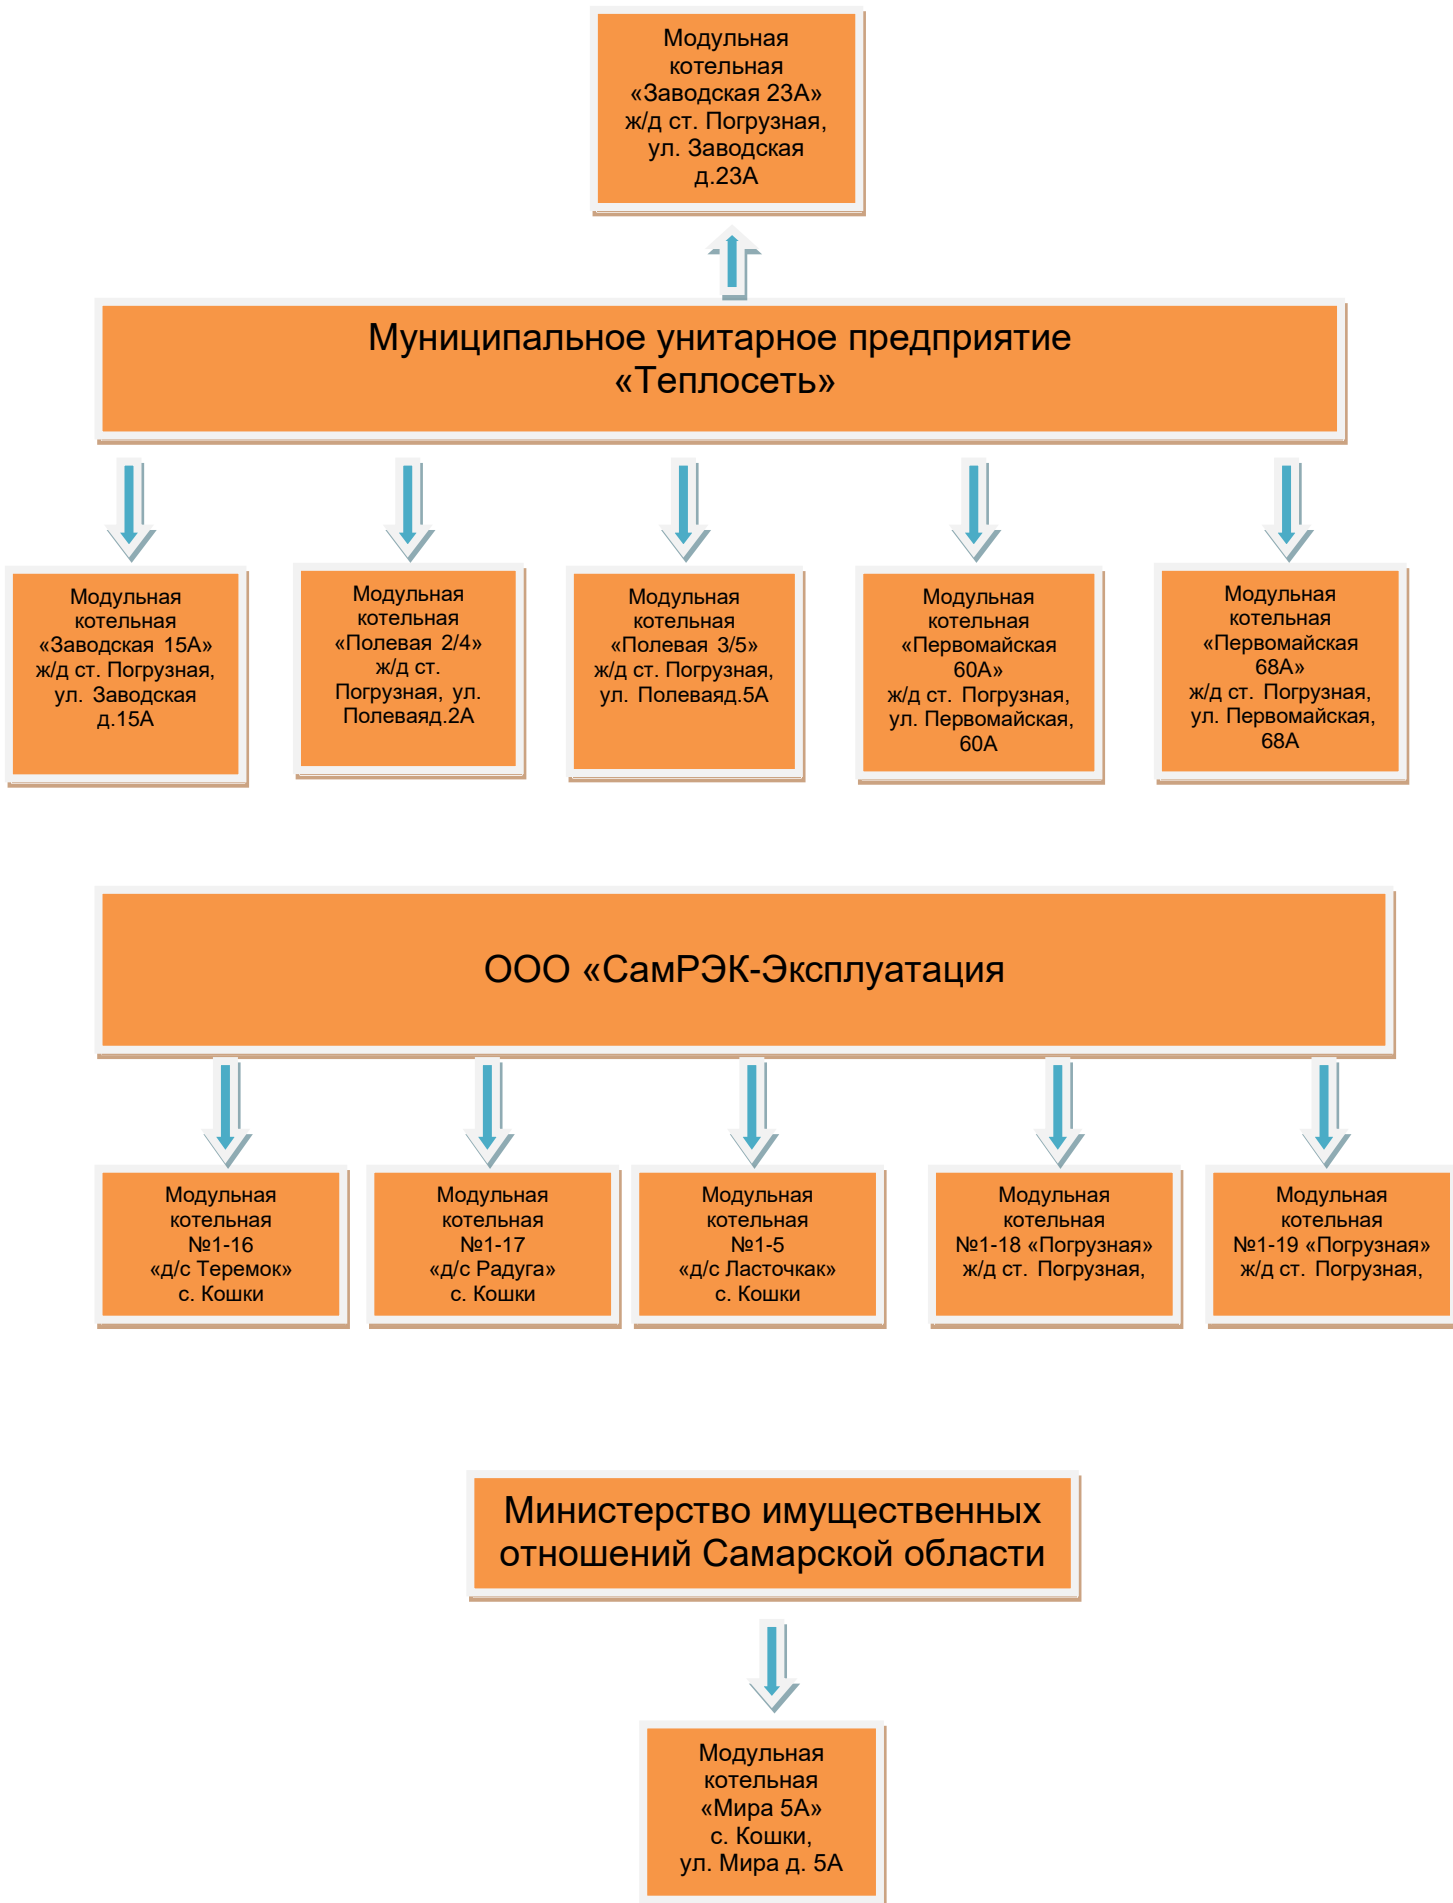 Модульная
котельная
«Заводская 23А»
ж/д ст. Погрузная,
ул. Заводская
д.23А
Муниципальное унитарное предприятие
«Теплосеть»
Модульная
котельная
«Заводская 15А»
ж/д ст. Погрузная,
ул. Заводская
д.15А
Модульная
котельная
«Полевая 2/4»
ж/д ст.
Погрузная, ул.
Полеваяд.2А
Модульная
котельная
«Полевая 3/5»
ж/д ст. Погрузная,
ул. Полеваяд.5А
Модульная
котельная
«Первомайская
60А»
ж/д ст. Погрузная,
ул. Первомайская,
60А
Модульная
котельная
«Первомайская
68А»
ж/д ст. Погрузная,
ул. Первомайская,
68А
ООО «СамРЭК-Эксплуатация
Модульная
котельная
№1-16
«д/с Теремок»
с. Кошки
Модульная
котельная
№1-17
«д/с Радуга»
с. Кошки
Модульная
котельная
№1-5
«д/с Ласточкак»
с. Кошки
Модульная
котельная
№1-18 «Погрузная»
ж/д ст. Погрузная,
Модульная
котельная
№1-19 «Погрузная»
ж/д ст. Погрузная,
Министерство имущественных
отношений Самарской области
Модульная
котельная
«Мира 5А»
с. Кошки,
ул. Мира д. 5А